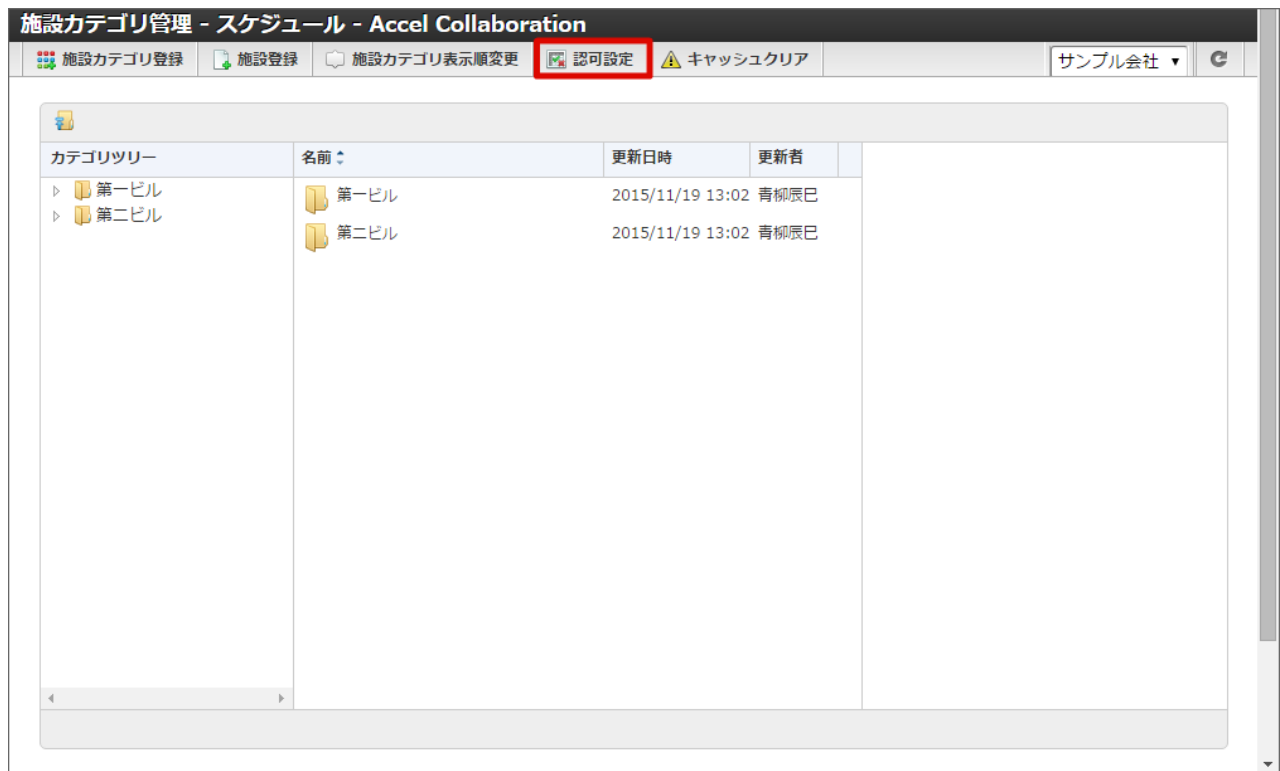 施設カテゴリ管理 - スケジュール - Accel Collaboration
施設カテゴリ登録 施設登録 施設カテゴリ表示順変更 認可設定 キャッシュクリア サンプル会社
カテゴリツリー 名前 更新日時 更新者
第一ビル 第一ビル 2015/11/19 13:02 青柳辰巳
第二ビル 第二ビル 2015/11/19 13:02 青柳辰巳